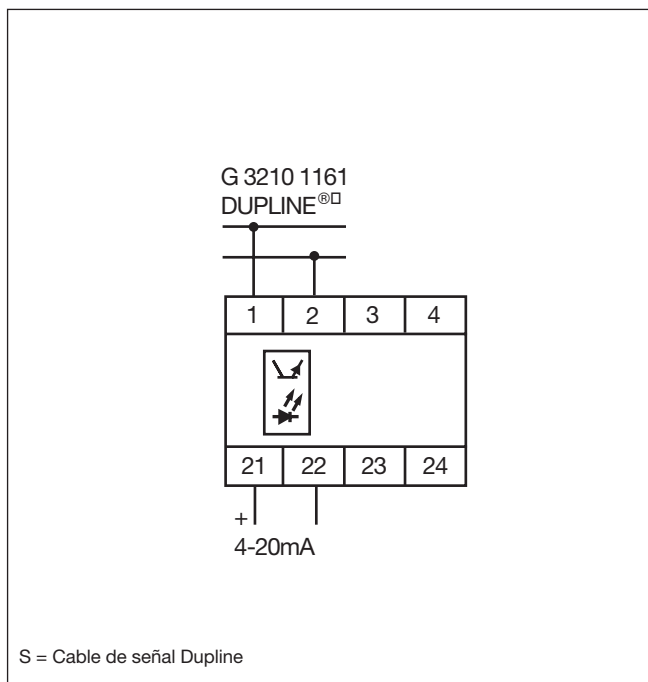 G 3210 1161
DUPLINE®□
1 2 3 4
21 22 23 24
+
4-20mA
S = Cable de señal Dupline